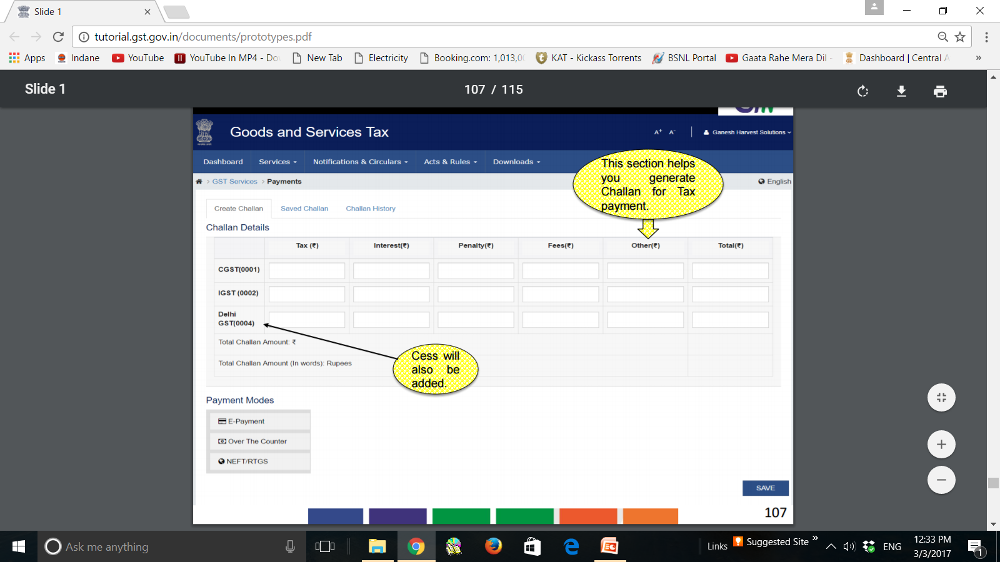 Slide 1
tutorial.gst.gov.in/documents/prototypes.pdf
Apps Indane YouTube YouTube In MP4 - Do New Tab Electricity Booking.com: 1,013,0 KAT - Kickass Torrents BSNL Portal Gaata Rahe Mera Dil - Dashboard | Central A »
Slide 1 107 / 115
Goods and Services Tax A+ A- Ganesh Harvest Solutions
Dashboard Services Notifications & Circulars Acts & Rules Downloads
> GST Services > Payments English
This section helps
you generate
Challan for Tax
payment.
Create Challan Saved Challan Challan History
Challan Details
Tax (₹) Interest(₹) Penalty(₹) Fees(₹) Other(₹) Total(₹)
CGST(0001)
IGST (0002)
Delhi
GST(0004)
Total Challan Amount: ₹
Total Challan Amount (In words): Rupees
Cess will
also be
added.
Payment Modes
E-Payment
Over The Counter
NEFT/RTGS
SAVE
107
Ask me anything Links Suggested Site » ENG 12:33 PM
3/3/2017 1